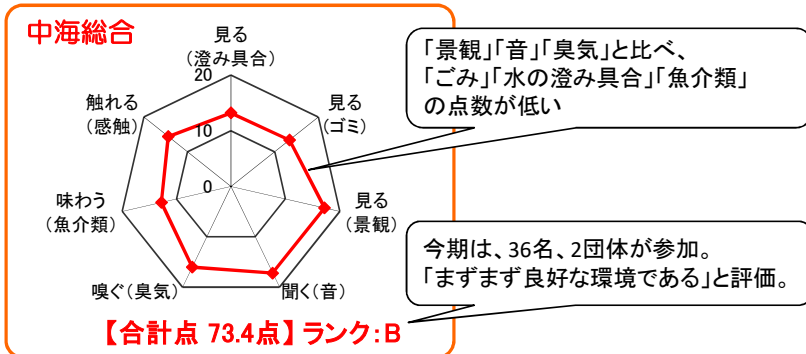 中海総合
見る
(澄み具合)
20
見る
(ゴミ)
触れる
(感触)
10
0
見る
(景観)
味わう
(魚介類)
嗅ぐ(臭気)
聞く(音)
【合計点 73.4点】ランク:B
「景観」「音」「臭気」と比べ、
「ごみ」「水の澄み具合」「魚介類」
の点数が低い
今期は、36名、2団体が参加。
「まずまず良好な環境である」と評価。